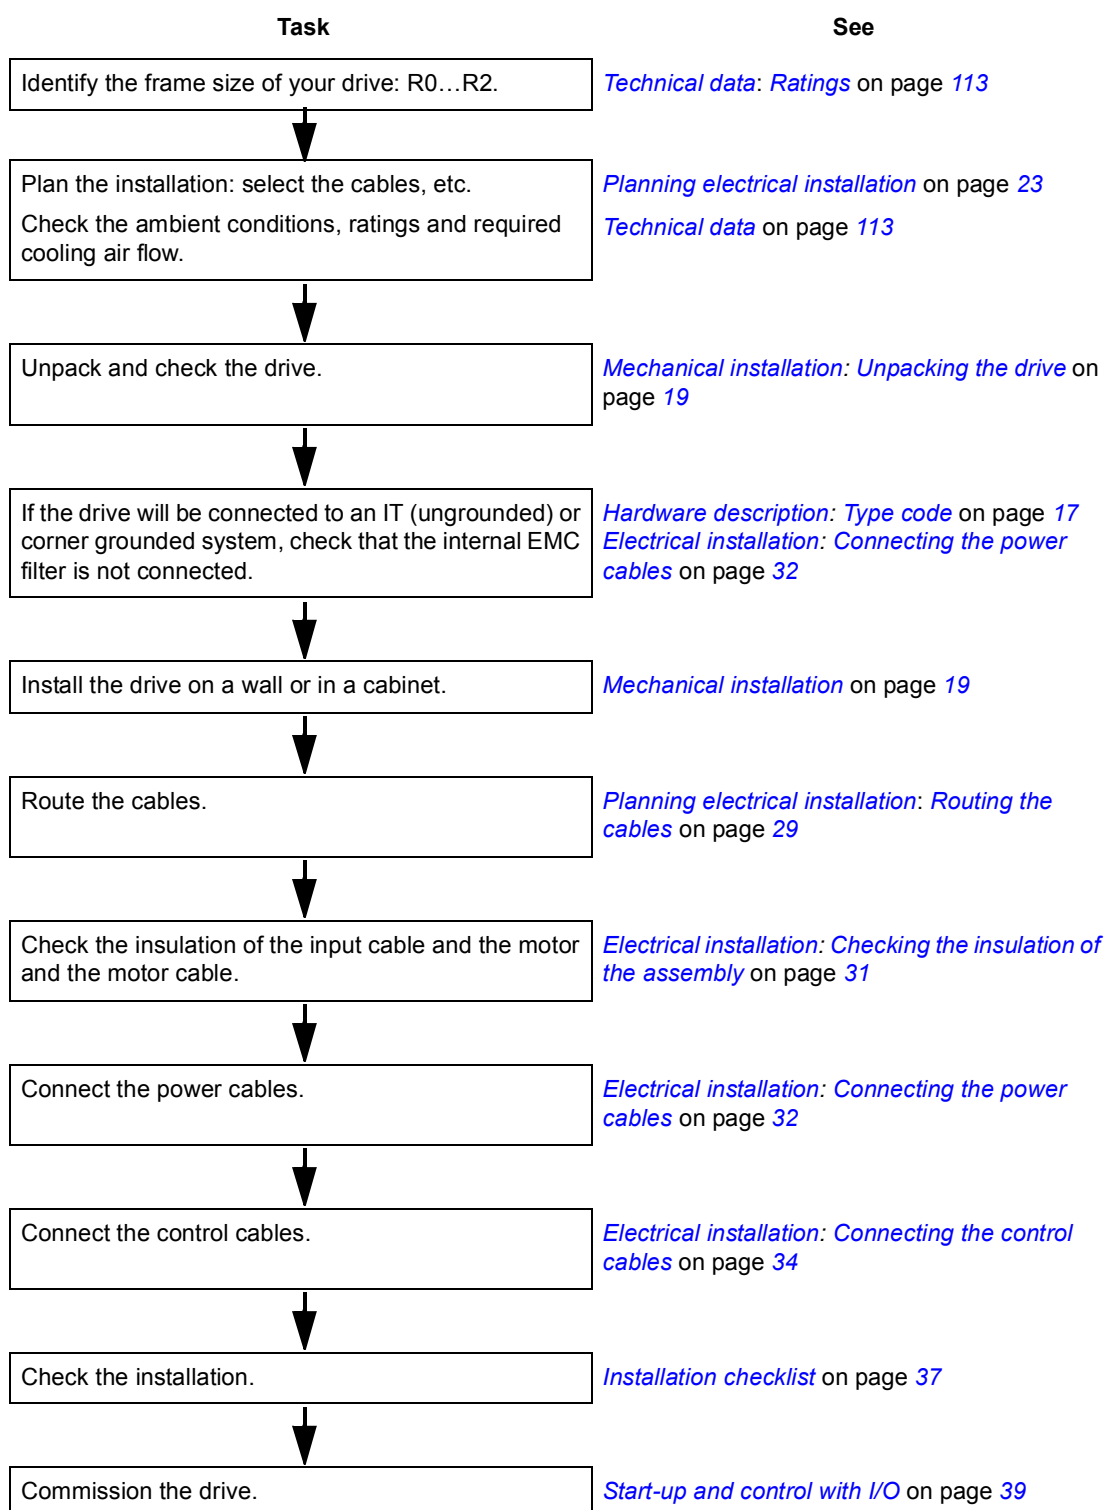 Task See
Identify the frame size of your drive: R0…R2.
Technical data: Ratings on page 113
Plan the installation: select the cables, etc.
Check the ambient conditions, ratings and required
cooling air flow.
Planning electrical installation on page 23
Technical data on page 113
Unpack and check the drive.
Mechanical installation: Unpacking the drive on
page 19
If the drive will be connected to an IT (ungrounded) or
corner grounded system, check that the internal EMC
filter is not connected.
Hardware description: Type code on page 17
Electrical installation: Connecting the power
cables on page 32
Install the drive on a wall or in a cabinet.
Mechanical installation on page 19
Route the cables.
Planning electrical installation: Routing the
cables on page 29
Check the insulation of the input cable and the motor
and the motor cable.
Electrical installation: Checking the insulation of
the assembly on page 31
Connect the power cables.
Electrical installation: Connecting the power
cables on page 32
Connect the control cables.
Electrical installation: Connecting the control
cables on page 34
Check the installation.
Installation checklist on page 37
Commission the drive.
Start-up and control with I/O on page 39